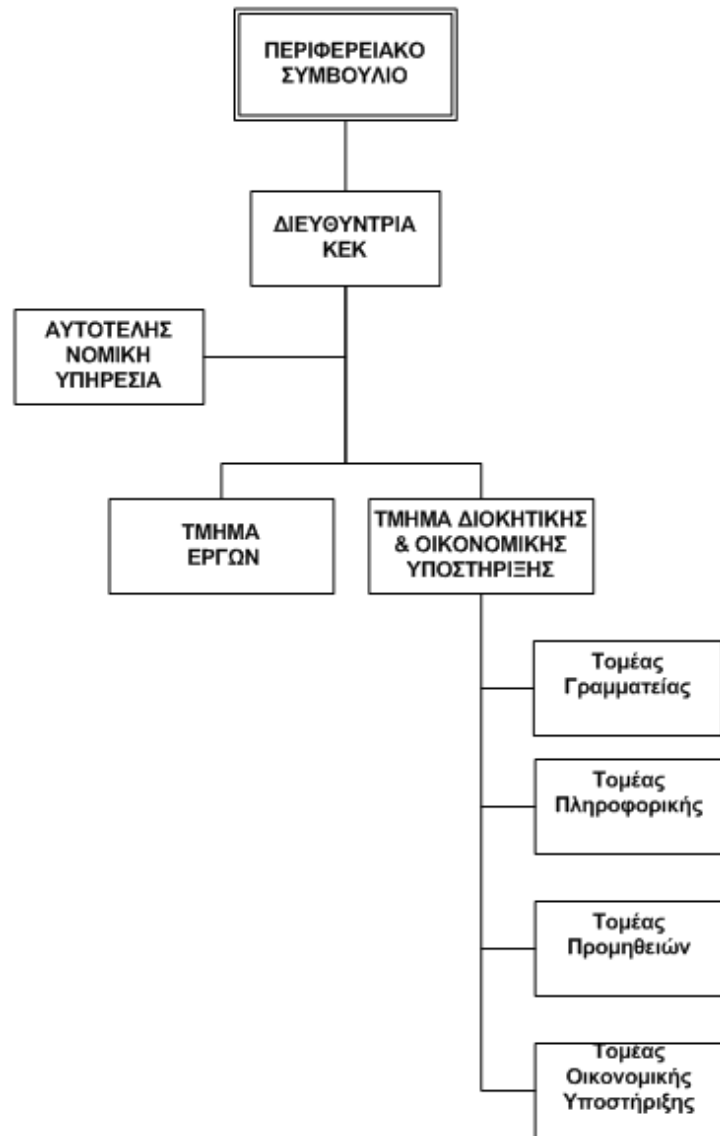 ΠΕΡΙΦΕΡΕΙΑΚΟ
ΣΥΜΒΟΥΛΙΟ
ΔΙΕΥΘΥΝΤΡΙΑ
ΚΕΚ
ΑΥΤΟΤΕΛΗΣ
ΝΟΜΙΚΗ
ΥΠΗΡΕΣΙΑ
ΤΜΗΜΑ
ΕΡΓΩΝ
ΤΜΗΜΑ ΔΙΟΚΗΤΙΚΗΣ
& ΟΙΚΟΝΟΜΙΚΗΣ
ΥΠΟΣΤΗΡΙΞΗΣ
Τομέας
Γραμματείας
Τομέας
Πληροφορικής
Τομέας
Προμηθειών
Τομέας
Οικονομικής
Υποστήριξης